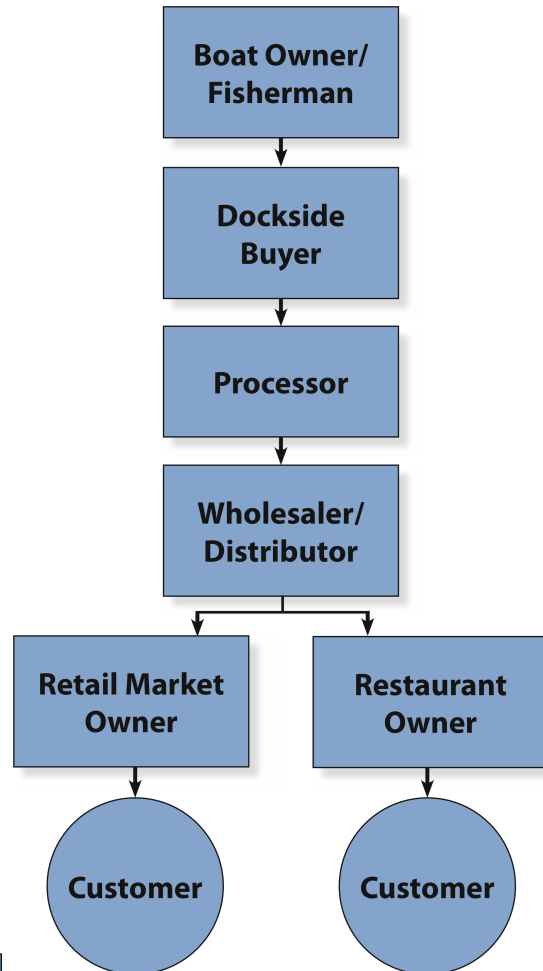 Boat Owner/
Fisherman
Dockside
Buyer
Processor
Wholesaler/
Distributor
Retail Market
Owner
Restaurant
Owner
Customer
Customer